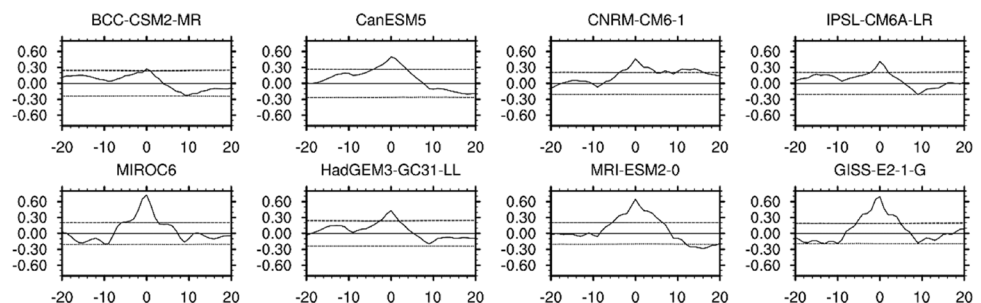 BCC-CSM2-MR CanESM5 CNRM-CM6-1 IPSL-CM6A-LR
0.60 0.60 0.60 0.60
0.30 0.30 0.30 0.30
0.00 0.00 0.00 0.00
-0.30 -0.30 -0.30 -0.30
-0.60 -0.60 -0.60 -0.60
-20 -10 0 10 20 -20 -10 0 10 20 -20 -10 0 10 20 -20 -10 0 10 20
MIROC6 HadGEM3-GC31-LL MRI-ESM2-0 GISS-E2-1-G
0.60 0.60 0.60 0.60
0.30 0.30 0.30 0.30
0.00 0.00 0.00 0.00
-0.30 -0.30 -0.30 -0.30
-0.60 -0.60 -0.60 -0.60
-20 -10 0 10 20 -20 -10 0 10 20 -20 -10 0 10 20 -20 -10 0 10 20